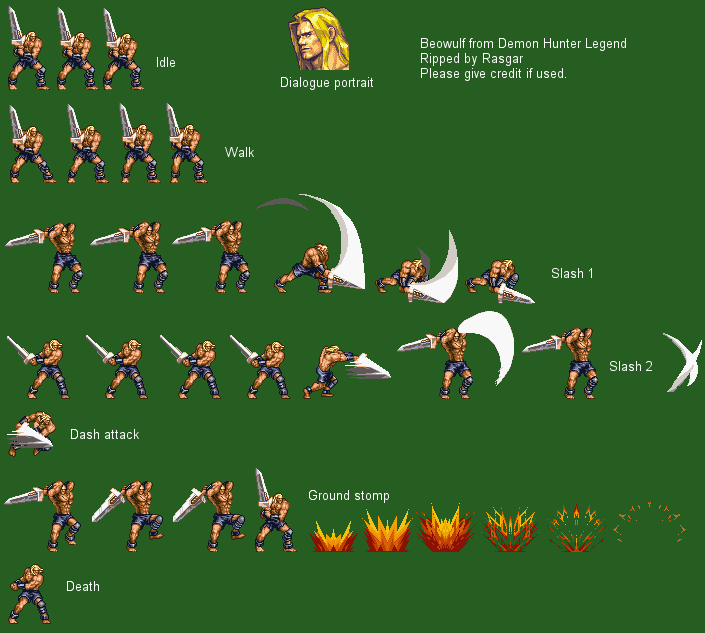 Idle
Dialogue portrait
Beowulf from Demon Hunter Legend
Ripped by Rasgar
Please give credit if used.
Walk
Slash 1
Slash 2
Dash attack
Ground stomp
Death